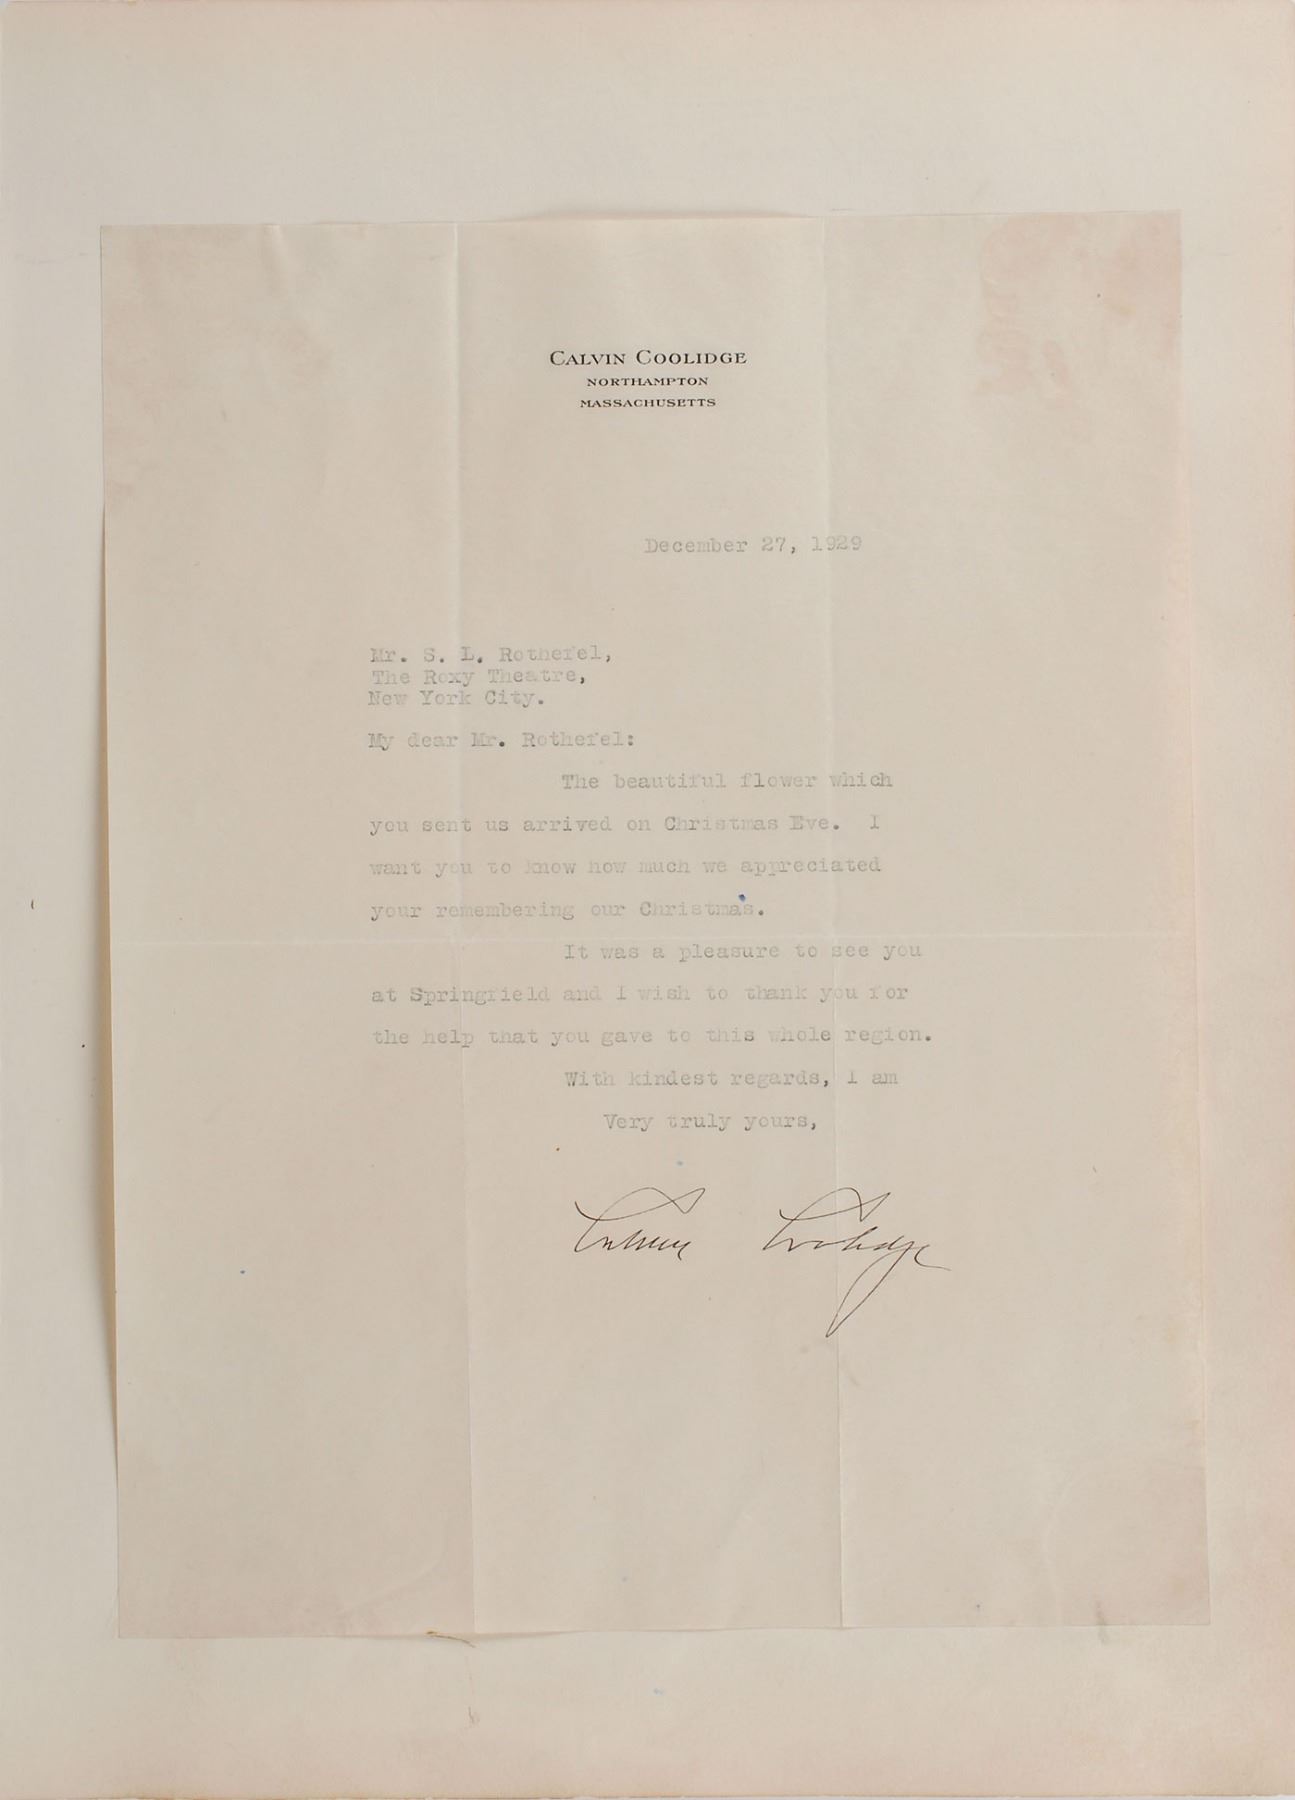 CALVIN COOLIDGE
NORTHAMPTON
MASSACHUSETTS
December 27, 1929
Mr. S. L. Rothefel,
The Roxy Theatre,
New York City.
My dear Mr. Rothefel:
The beautiful flower which
you sent us arrived on Christmas Eve. I
want you to know how much we appreciated
your remembering our Christmas.
It was a pleasure to see you
at Springfield and I wish to thank you for
the help that you gave to this whole region.
With kindest regards, I am
Very truly yours,
Calvin Coolidge